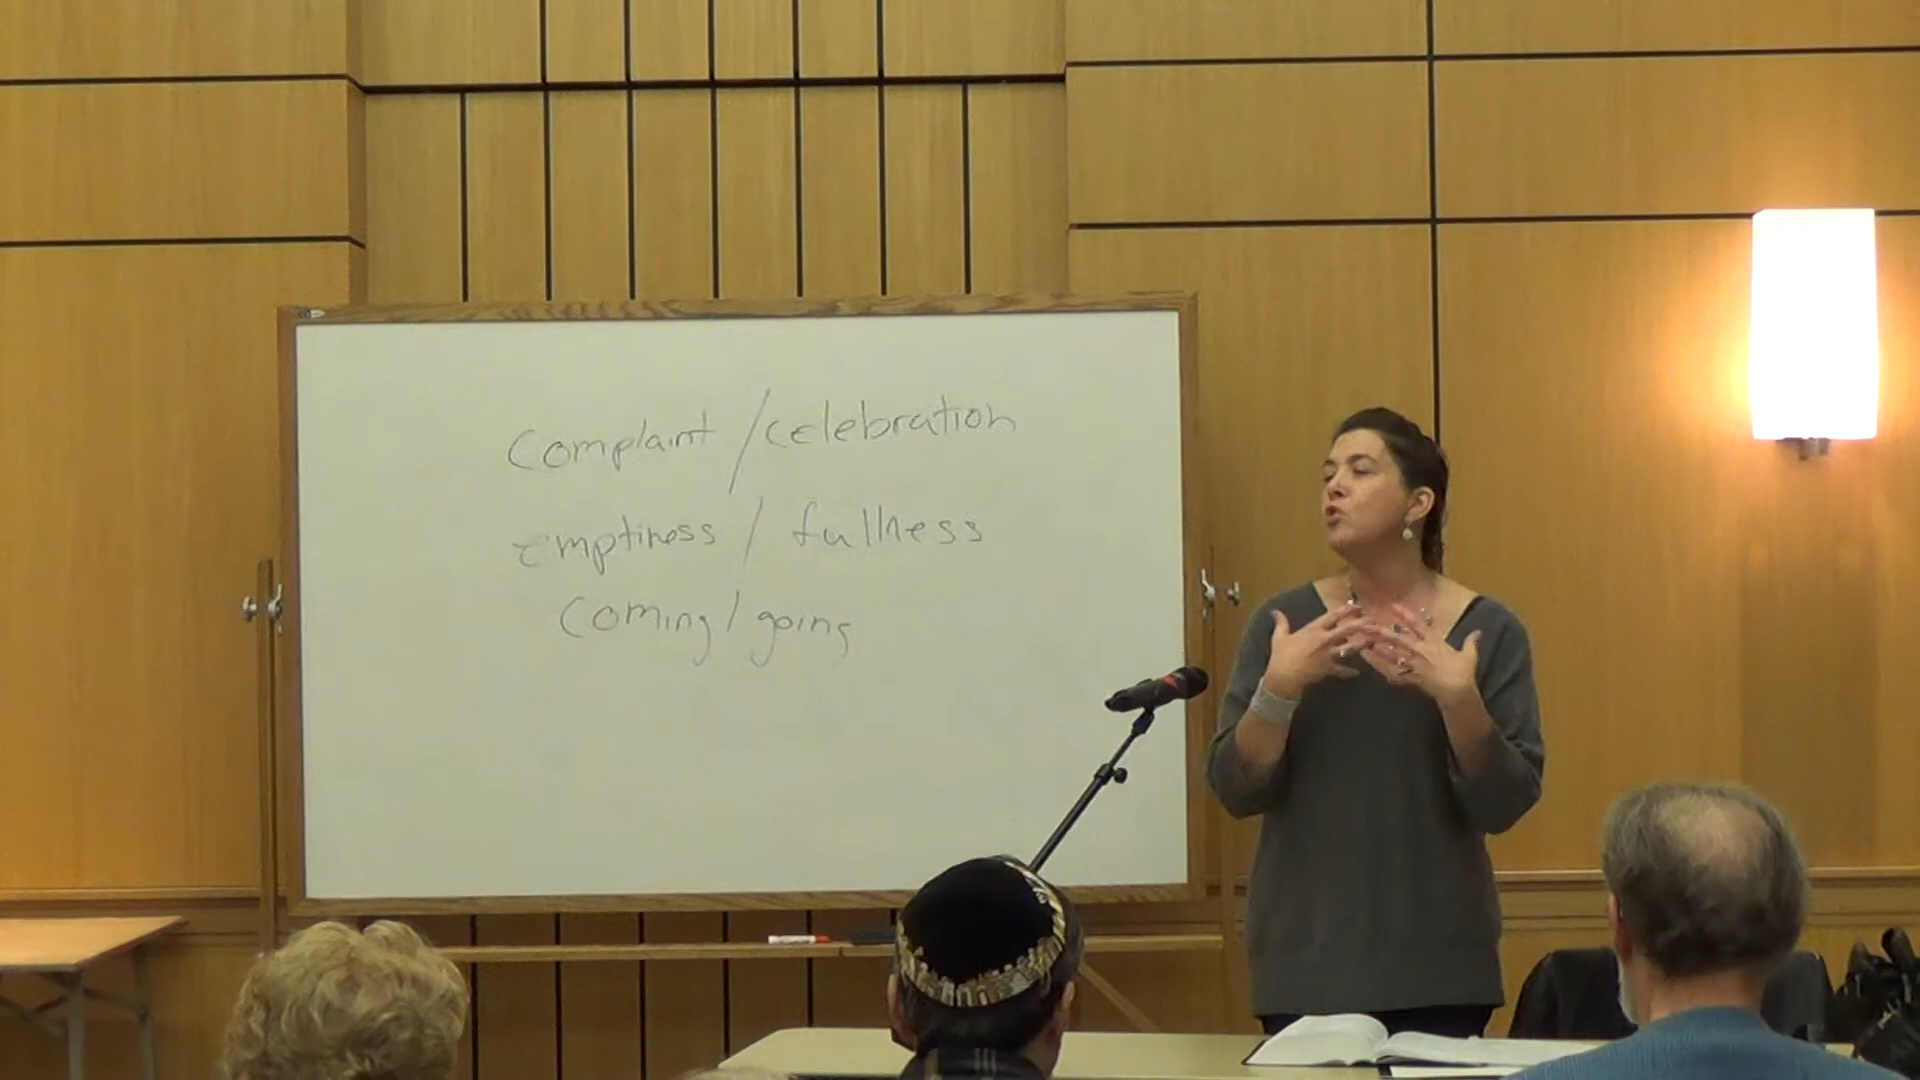 Complaint / celebration
emptiness / fullness
coming / going